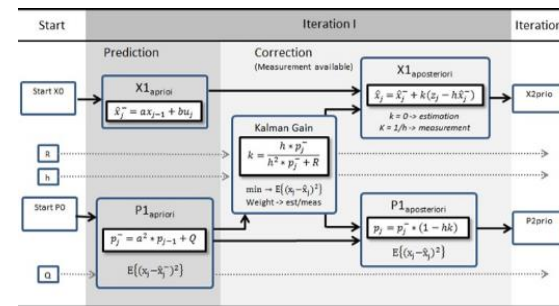 Start
Iteration I
Iteration
Prediction
Correction
(Measurement available)
Start X0
X1aprioi
x̂ⱼ⁻ = axⱼ₋₁ + buⱼ
X1aposteriori
x̂ⱼ = x̂ⱼ⁻ + k(zⱼ − hx̂ⱼ⁻)
k = 0 -> estimation
K = 1/h -> measurement
X2prio
R
h
Kalman Gain
k = h * pⱼ⁻ / h² * pⱼ⁻ + R
min → E{(xⱼ−x̂ⱼ)²}
Weight -> est/meas
Start P0
P1apriori
pⱼ⁻ = a² * pⱼ₋₁ + Q
E{(xⱼ−x̂ⱼ⁻)²}
P1aposteriori
pⱼ = pⱼ⁻ * (1 − hk)
E{(xⱼ−x̂ⱼ)²}
P2prio
Q